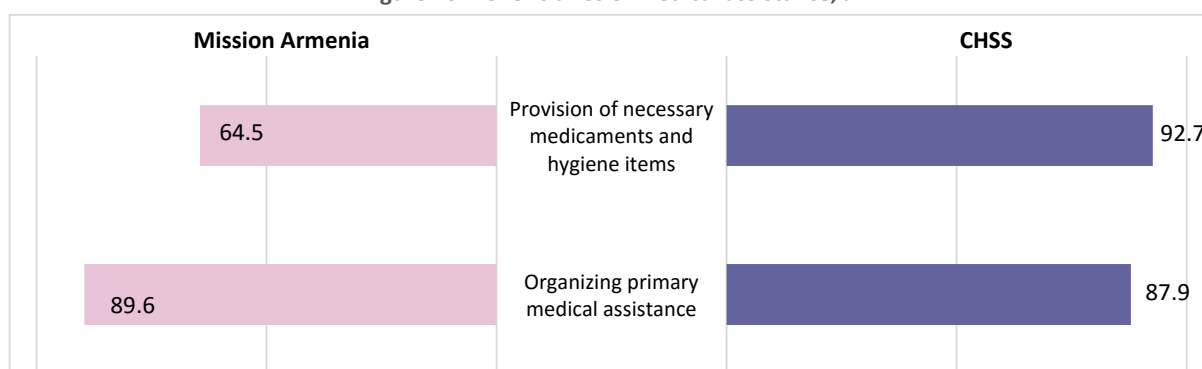 Mission Armenia
CHSS
64.5
Provision of necessary
medicaments and
hygiene items
92.7
89.6
Organizing primary
medical assistance
87.9